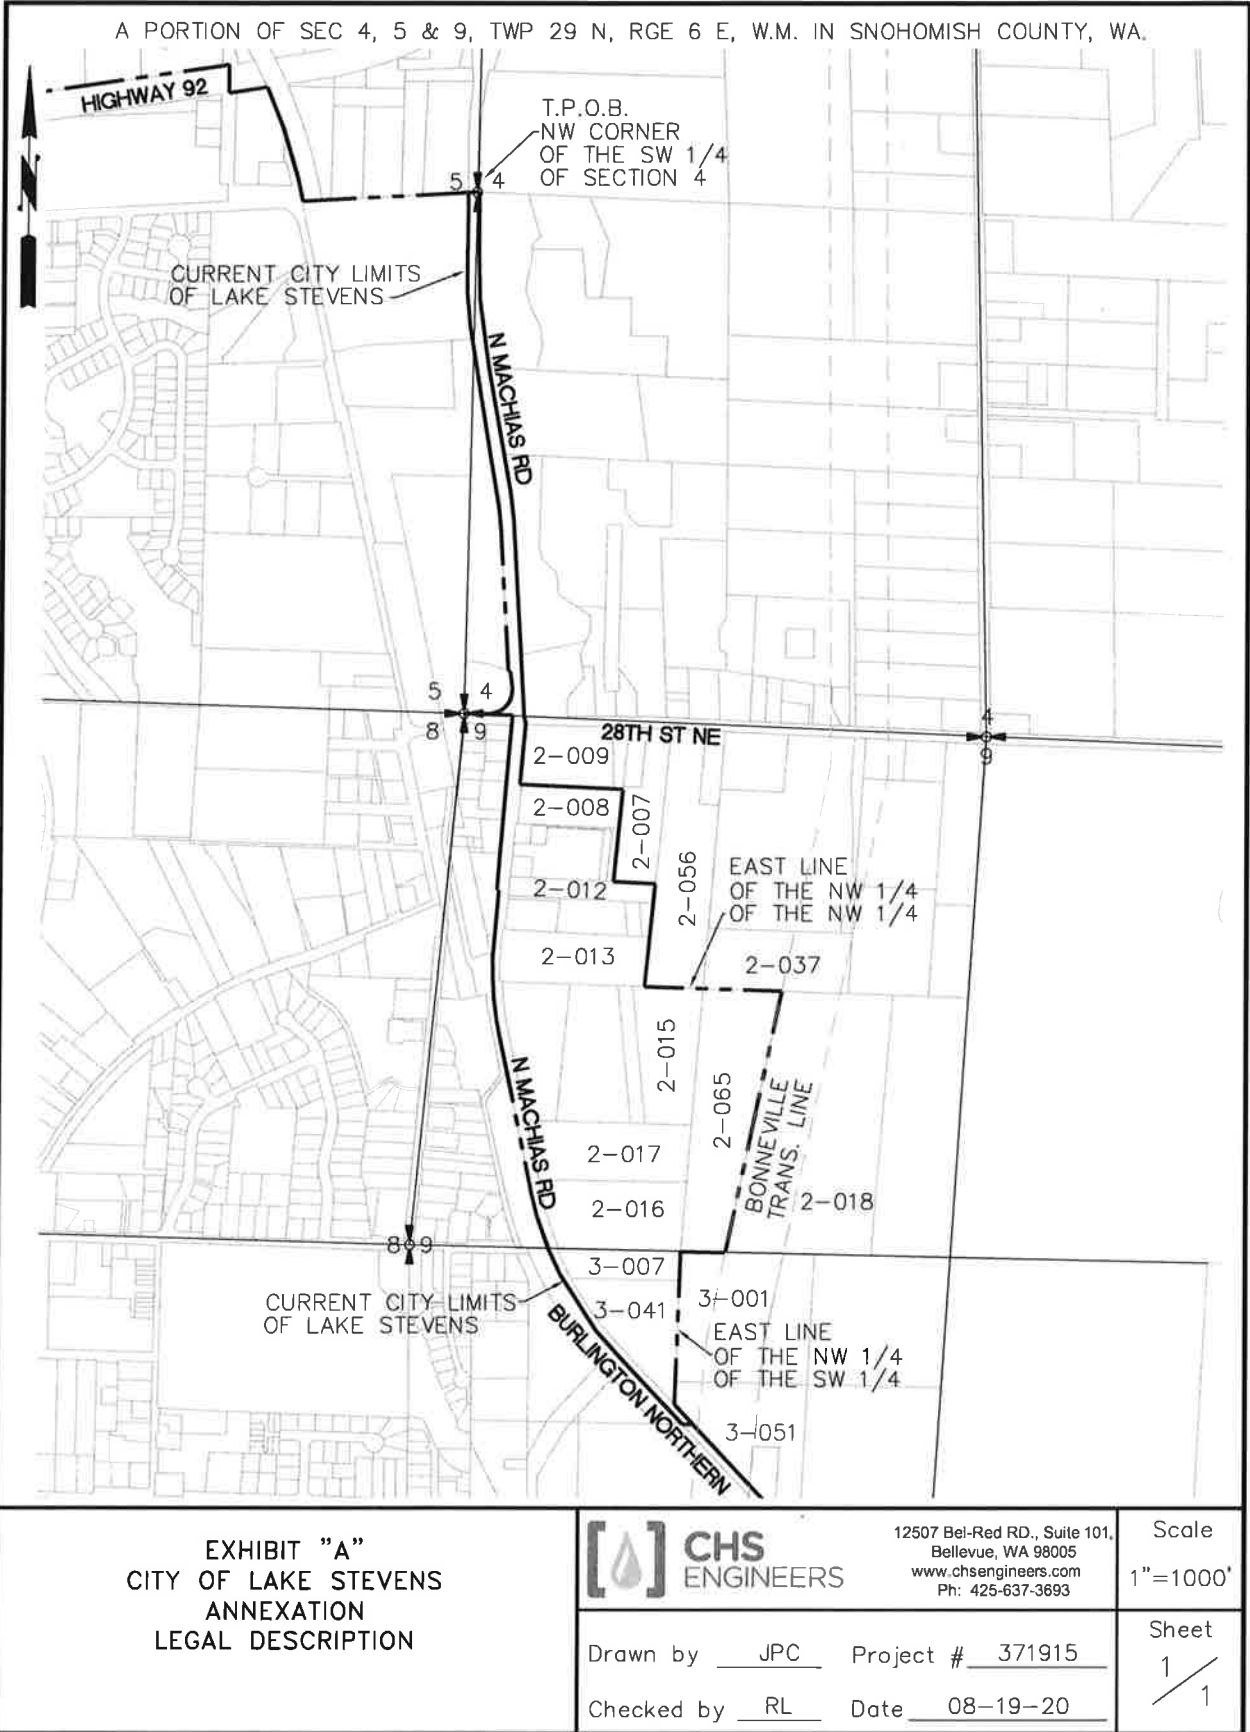 A PORTION OF SEC 4, 5 & 9, TWP 29 N, RGE 6 E, W.M. IN SNOHOMISH COUNTY, WA.
HIGHWAY 92
N
T.P.O.B.
NW CORNER
OF THE SW 1/4
OF SECTION 4
5 4
CURRENT CITY LIMITS
OF LAKE STEVENS
N MACHIAS RD
5 4
8 9
28TH ST NE
4
9
2-009
2-008
2-007
2-012
2-056
EAST LINE
OF THE NW 1/4
OF THE NW 1/4
2-013
2-037
2-015
2-065
N MACHIAS RD
BONNEVILLE
TRANS. LINE
2-017
2-016
2-018
8 9
3-007
3-041
3-001
CURRENT CITY LIMITS
OF LAKE STEVENS
EAST LINE
OF THE NW 1/4
OF THE SW 1/4
BURLINGTON NORTHERN
3-051
EXHIBIT "A"
CITY OF LAKE STEVENS
ANNEXATION
LEGAL DESCRIPTION
CHS
ENGINEERS
12507 Bel-Red RD., Suite 101,
Bellevue, WA 98005
www.chsengineers.com
Ph: 425-637-3693
Scale
1"=1000'
Drawn by JPC Project # 371915
Checked by RL Date 08-19-20
Sheet
1/1